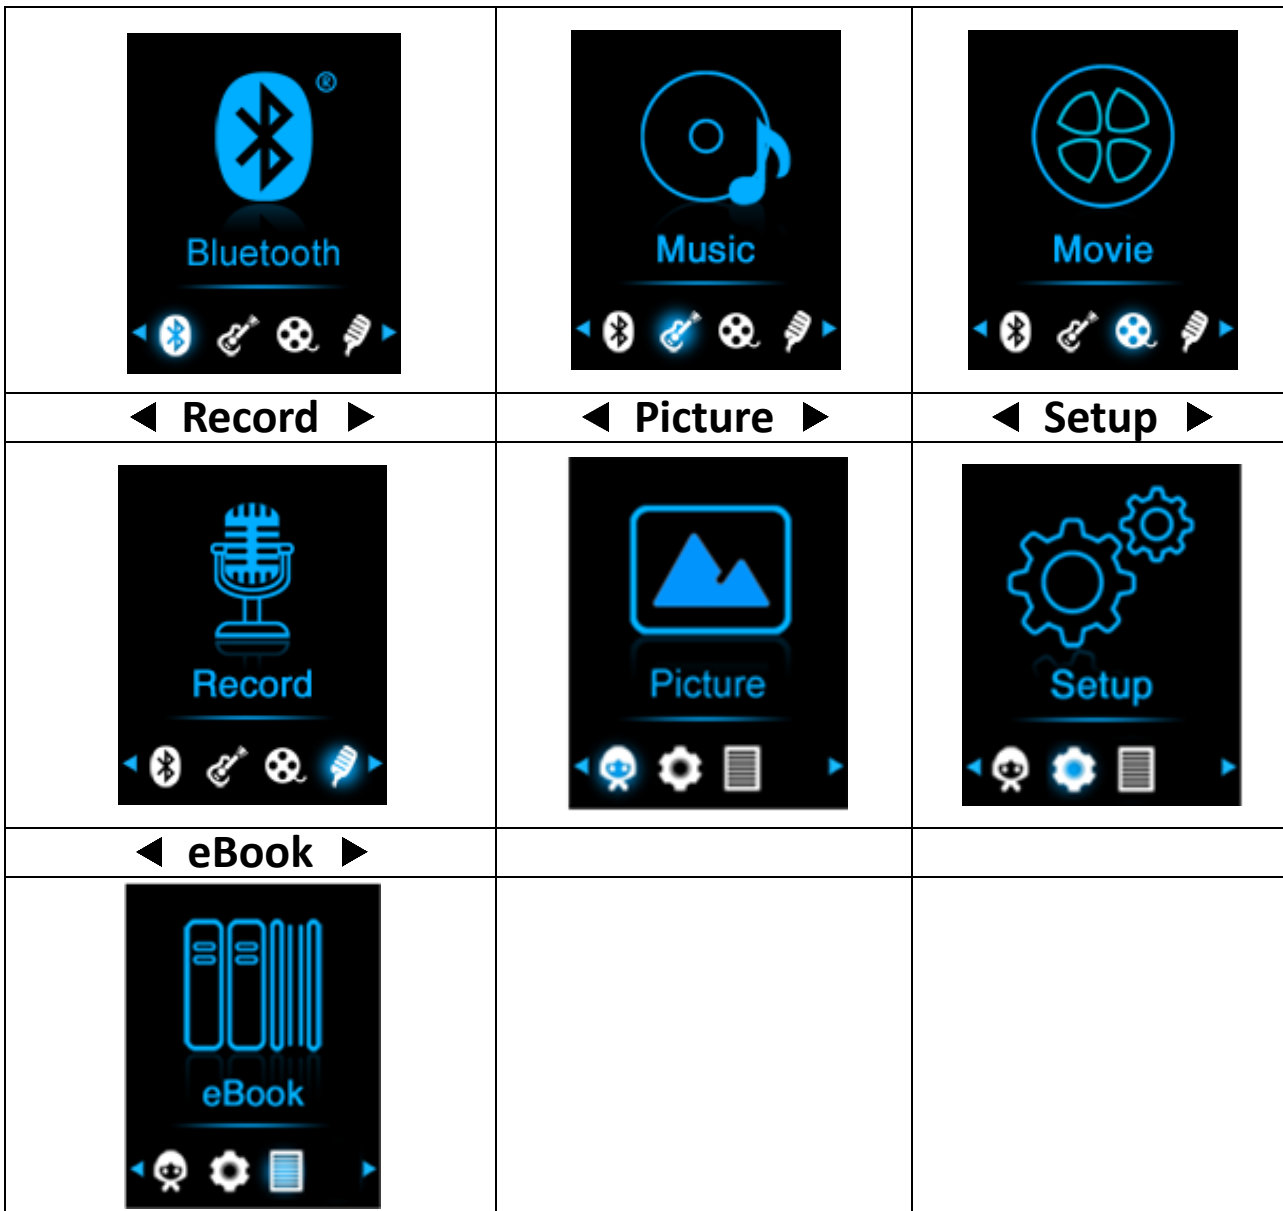 ®
Bluetooth
Music
Movie
◀ Record ▶
◀ Picture ▶
◀ Setup ▶
Record
Picture
Setup
◀ eBook ▶
eBook